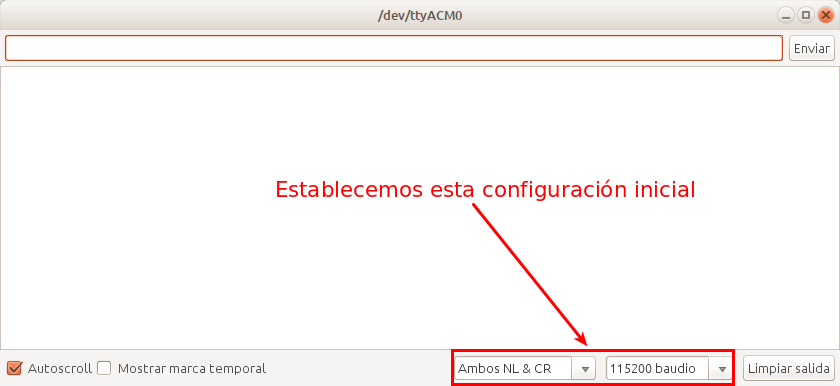 /dev/ttyACM0
Enviar
Establecemos esta configuración inicial
Autoscroll Mostrar marca temporal Ambos NL & CR 115200 baudio Limpiar salida